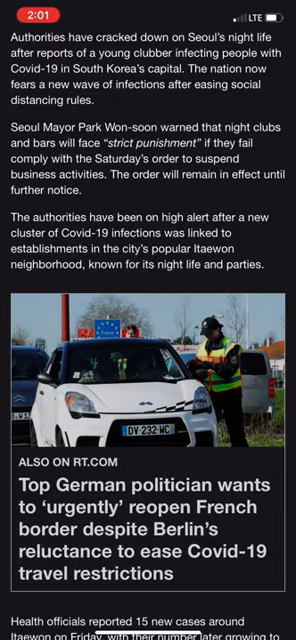 2:01
LTE
Authorities have cracked down on Seoul's night life
after reports of a young clubber infecting people with
Covid-19 in South Korea's capital. The nation now
fears a new wave of infections after easing social
distancing rules.
Seoul Mayor Park Won-soon warned that night clubs
and bars will face "strict punishment" if they fail
comply with the Saturday's order to suspend
business activities. The order will remain in effect until
further notice.
The authorities have been on high alert after a new
cluster of Covid-19 infections was linked to
establishments in the city's popular Itaewon
neighborhood, known for its night life and parties.
DV-232-WC
ALSO ON RT.COM
Top German politician wants
to 'urgently' reopen French
border despite Berlin's
reluctance to ease Covid-19
travel restrictions
Health officials reported 15 new cases around
Itaewon on Friday, with their number later growing to